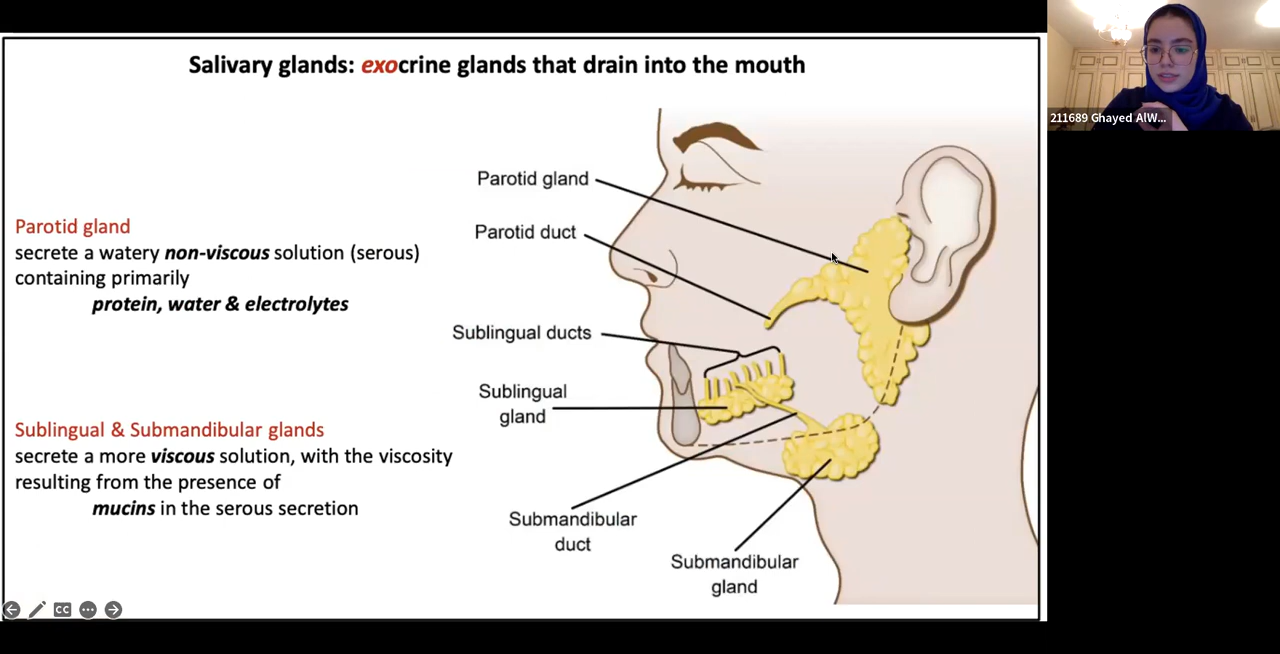 Salivary glands: exocrine glands that drain into the mouth
Parotid gland
secrete a watery non-viscous solution (serous)
containing primarily
protein, water & electrolytes
Sublingual & Submandibular glands
secrete a more viscous solution, with the viscosity
resulting from the presence of
mucins in the serous secretion
Parotid gland
Parotid duct
Sublingual ducts
Sublingual
gland
Submandibular
duct
Submandibular
gland
CC
211689 Ghayed AlW...